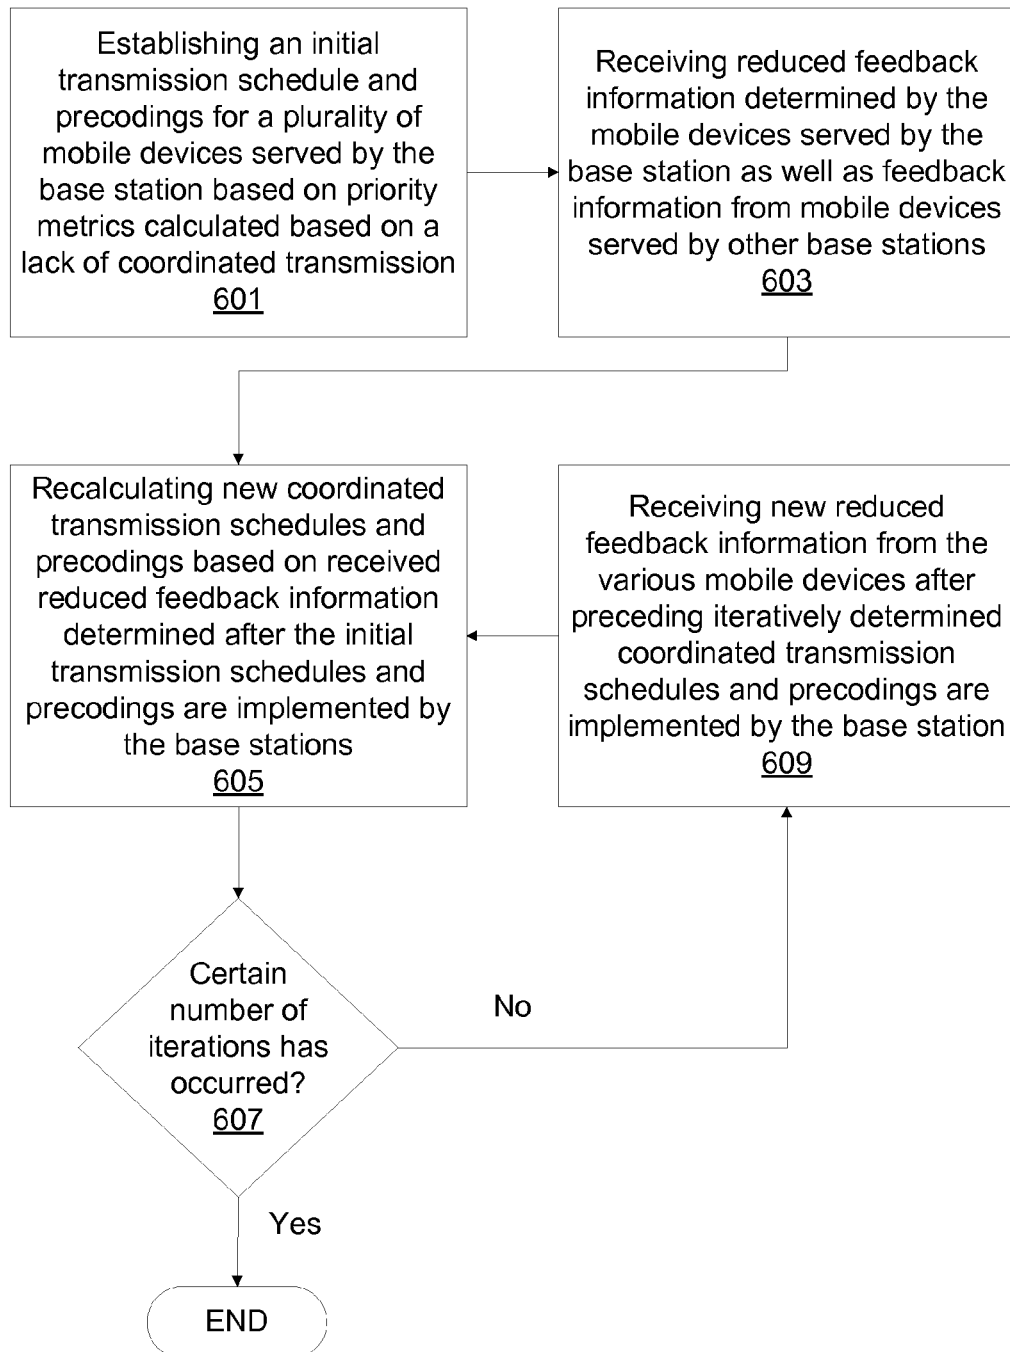 Establishing an initial
transmission schedule and
precodings for a plurality of
mobile devices served by the
base station based on priority
metrics calculated based on a
lack of coordinated transmission
601
Receiving reduced feedback
information determined by the
mobile devices served by the
base station as well as feedback
information from mobile devices
served by other base stations
603
Recalculating new coordinated
transmission schedules and
precodings based on received
reduced feedback information
determined after the initial
transmission schedules and
precodings are implemented by
the base stations
605
Receiving new reduced
feedback information from the
various mobile devices after
preceding iteratively determined
coordinated transmission
schedules and precodings are
implemented by the base station
609
Certain
number of
iterations has
occurred?
607
No
Yes
END